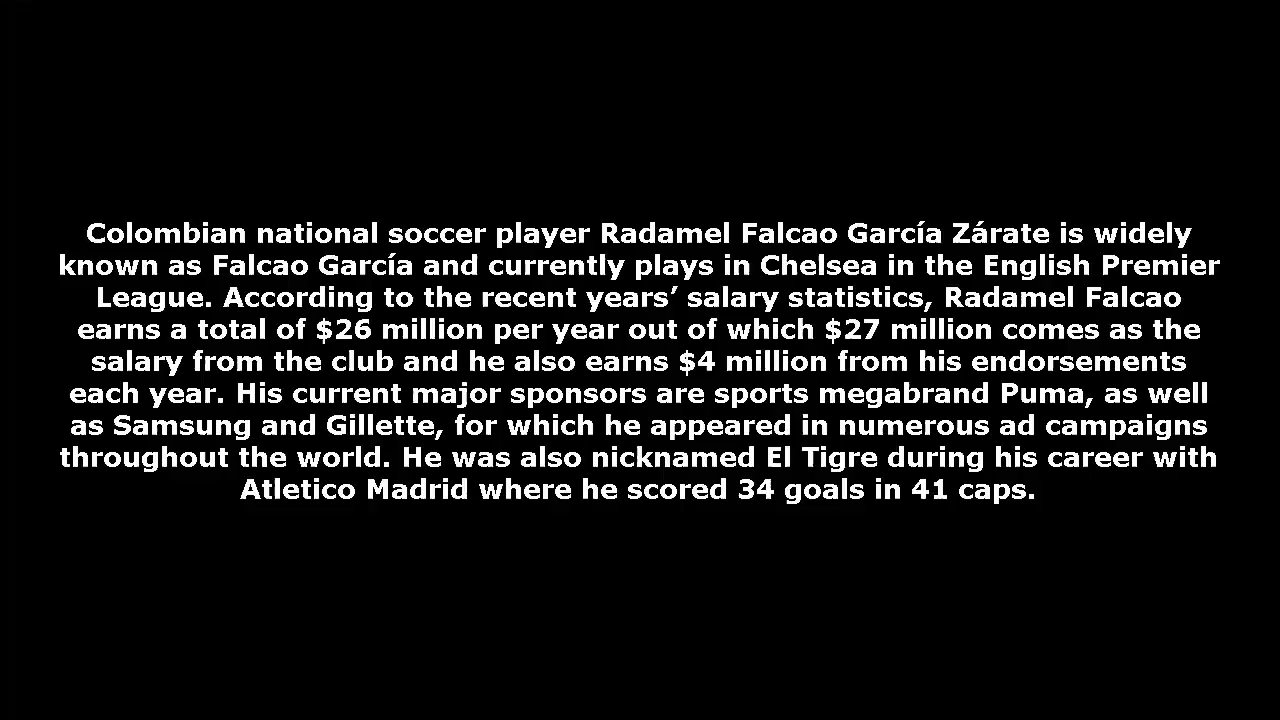 Colombian national soccer player Radamel Falcao García Zárate is widely
known as Falcao García and currently plays in Chelsea in the English Premier
League. According to the recent years’ salary statistics, Radamel Falcao
earns a total of $26 million per year out of which $27 million comes as the
salary from the club and he also earns $4 million from his endorsements
each year. His current major sponsors are sports megabrand Puma, as well
as Samsung and Gillette, for which he appeared in numerous ad campaigns
throughout the world. He was also nicknamed El Tigre during his career with
Atletico Madrid where he scored 34 goals in 41 caps.